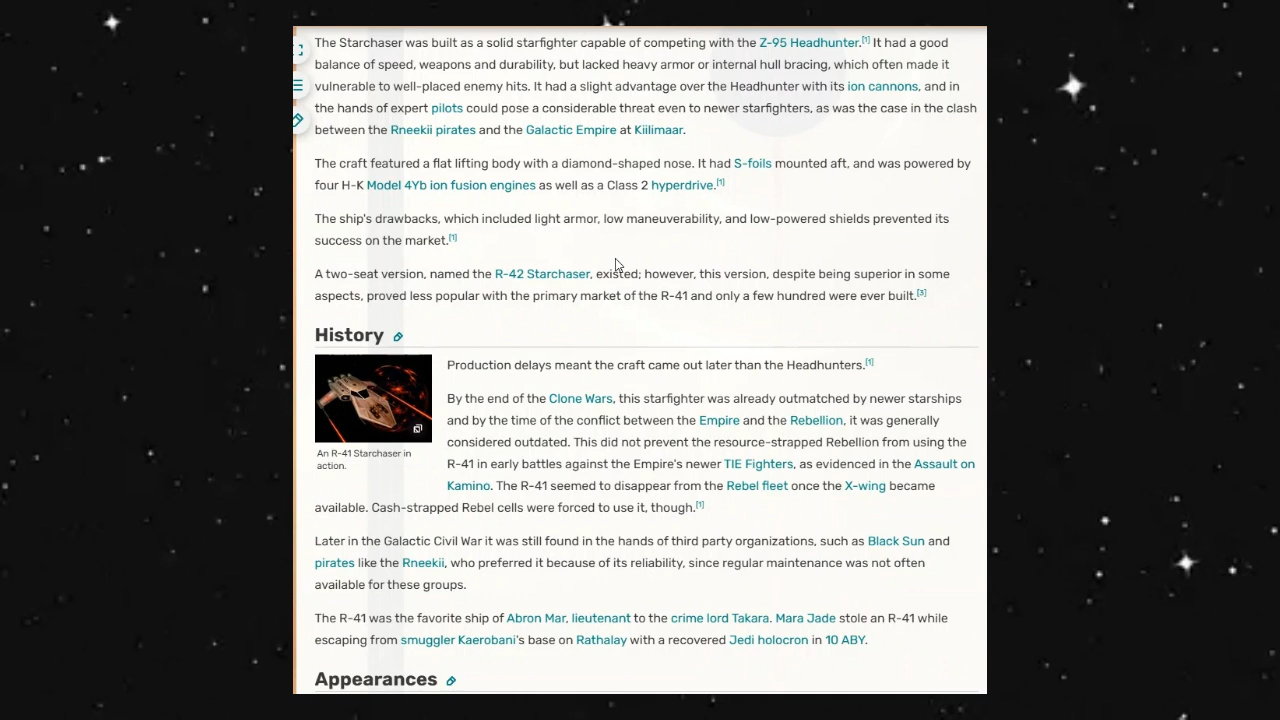 The Starchaser was built as a solid starfighter capable of competing with the Z-95 Headhunter.[1] It had a good
balance of speed, weapons and durability, but lacked heavy armor or internal hull bracing, which often made it
vulnerable to well-placed enemy hits. It had a slight advantage over the Headhunter with its ion cannons, and in
the hands of expert pilots could pose a considerable threat even to newer starfighters, as was the case in the clash
between the Rneekii pirates and the Galactic Empire at Kiilimaar.
The craft featured a flat lifting body with a diamond-shaped nose. It had S-foils mounted aft, and was powered by
four H-K Model 4Yb ion fusion engines as well as a Class 2 hyperdrive.[1]
The ship's drawbacks, which included light armor, low maneuverability, and low-powered shields prevented its
success on the market.[1]
A two-seat version, named the R-42 Starchaser, existed; however, this version, despite being superior in some
aspects, proved less popular with the primary market of the R-41 and only a few hundred were ever built.[3]
History
Production delays meant the craft came out later than the Headhunters.[1]
By the end of the Clone Wars, this starfighter was already outmatched by newer starships
and by the time of the conflict between the Empire and the Rebellion, it was generally
considered outdated. This did not prevent the resource-strapped Rebellion from using the
R-41 in early battles against the Empire's newer TIE Fighters, as evidenced in the Assault on
Kamino. The R-41 seemed to disappear from the Rebel fleet once the X-wing became
available. Cash-strapped Rebel cells were forced to use it, though.[1]
An R-41 Starchaser in
action.
Later in the Galactic Civil War it was still found in the hands of third party organizations, such as Black Sun and
pirates like the Rneekii, who preferred it because of its reliability, since regular maintenance was not often
available for these groups.
The R-41 was the favorite ship of Abron Mar, lieutenant to the crime lord Takara. Mara Jade stole an R-41 while
escaping from smuggler Kaerobani's base on Rathalay with a recovered Jedi holocron in 10 ABY.
Appearances